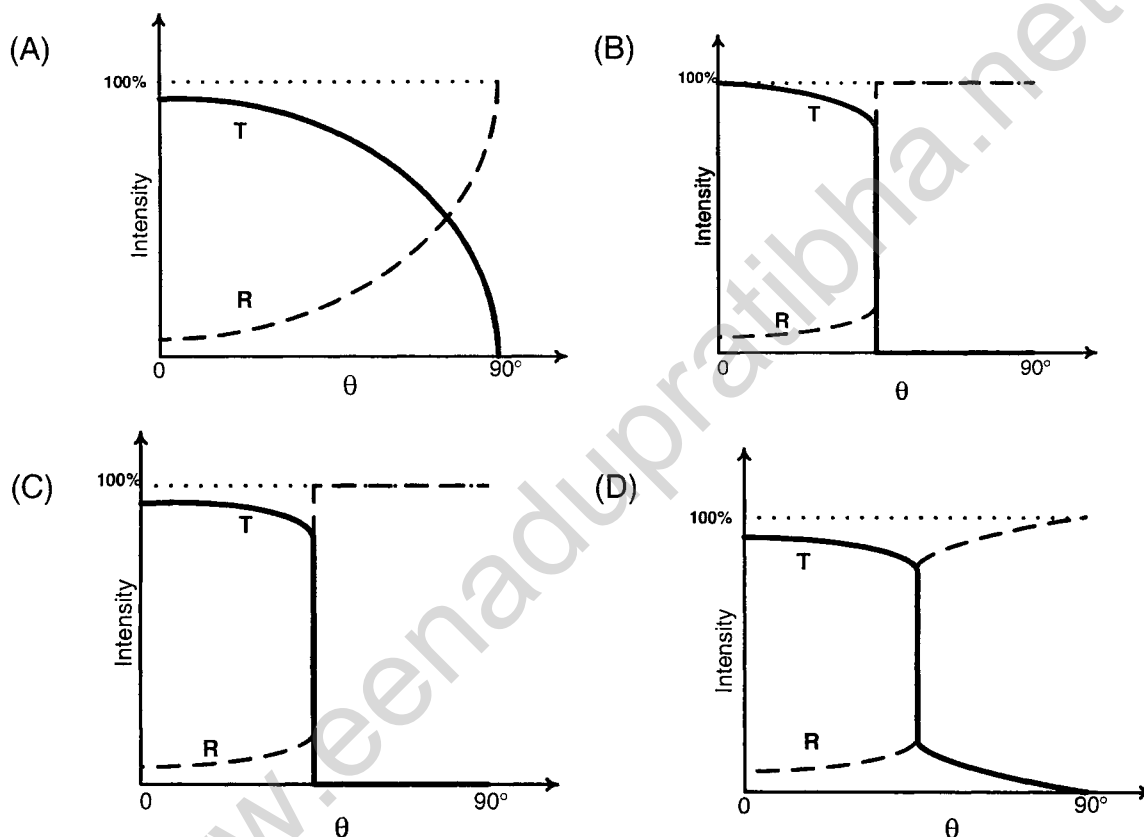 (A)
100%
T
R
Intensity
0
90°
θ
(B)
100%
T
R
Intensity
0
90°
θ
(C)
100%
T
R
Intensity
0
90°
θ
(D)
100%
T
R
Intensity
0
90°
θ
www.eenadupratibha.net